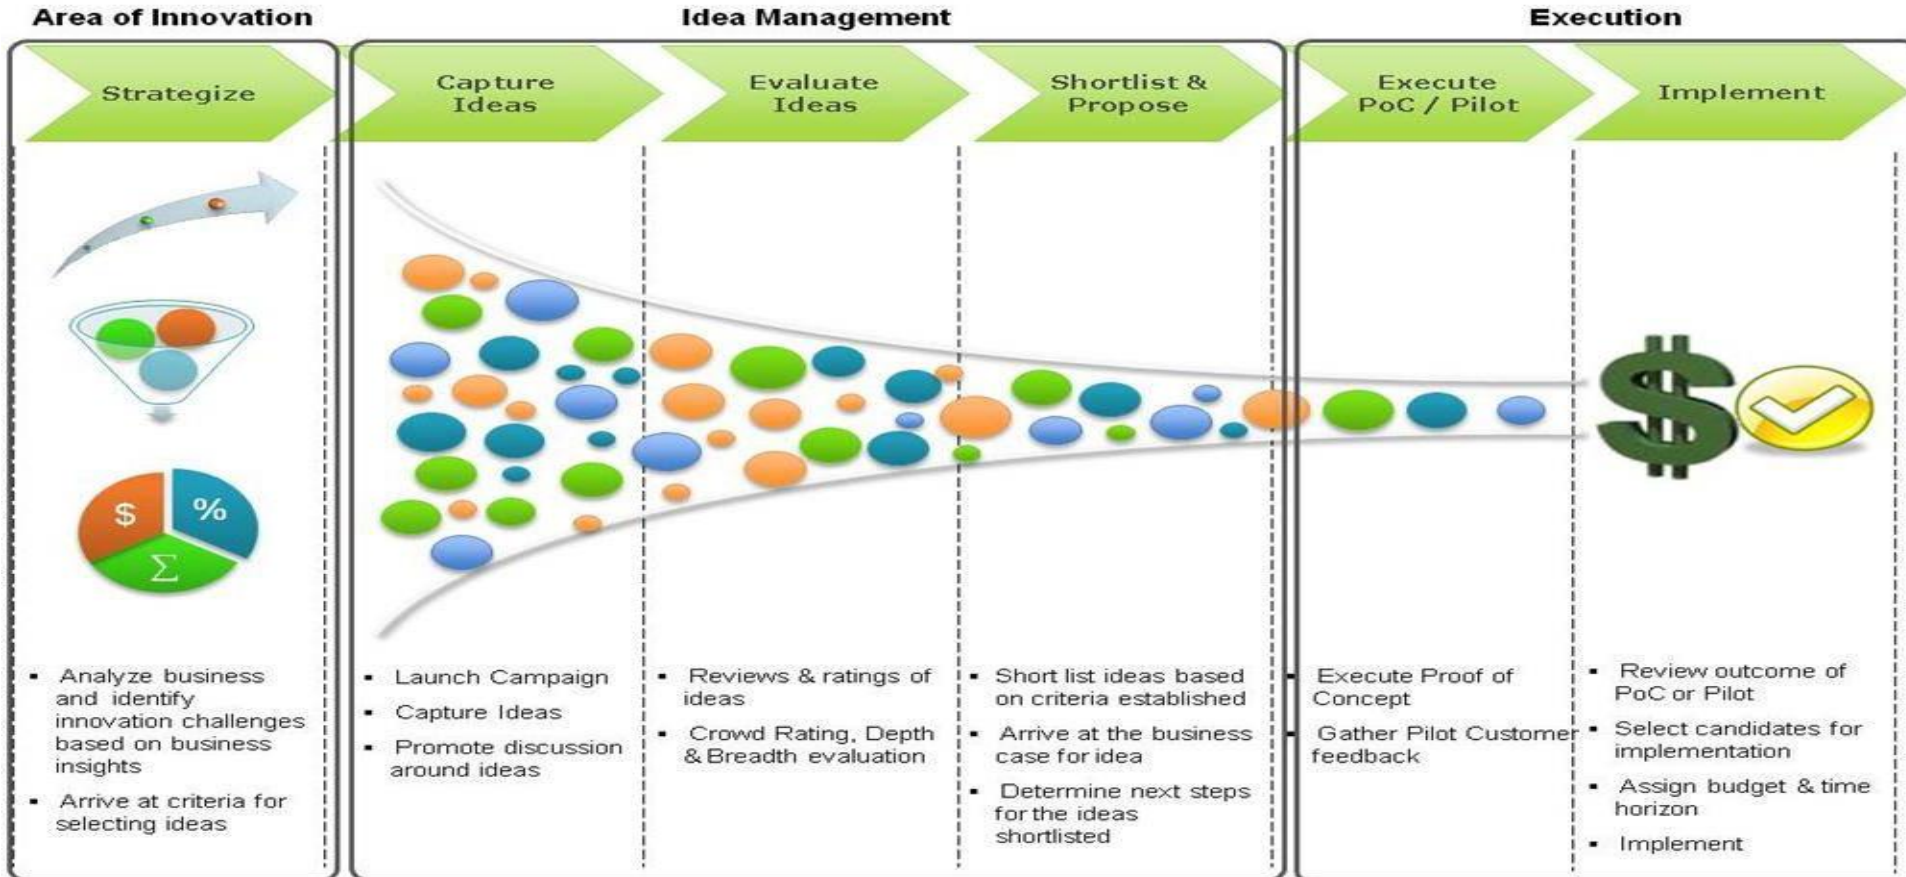 Area of Innovation
Idea Management
Execution
Strategize
Capture
Ideas
Evaluate
Ideas
Shortlist &
Propose
Execute
PoC / Pilot
Implement
$
%
Σ
$
▪ Analyze business
and identify
innovation challenges
based on business
insights
▪ Arrive at criteria for
selecting ideas
▪ Launch Campaign
▪ Capture Ideas
▪ Promote discussion
around ideas
▪ Reviews & ratings of
ideas
▪ Crowd Rating, Depth
& Breadth evaluation
▪ Short list ideas based
on criteria established
▪ Arrive at the business
case for idea
▪ Determine next steps
for the ideas
shortlisted
▪ Execute Proof of
Concept
▪ Gather Pilot Customer
feedback
▪ Review outcome of
PoC or Pilot
▪ Select candidates for
implementation
▪ Assign budget & time
horizon
▪ Implement